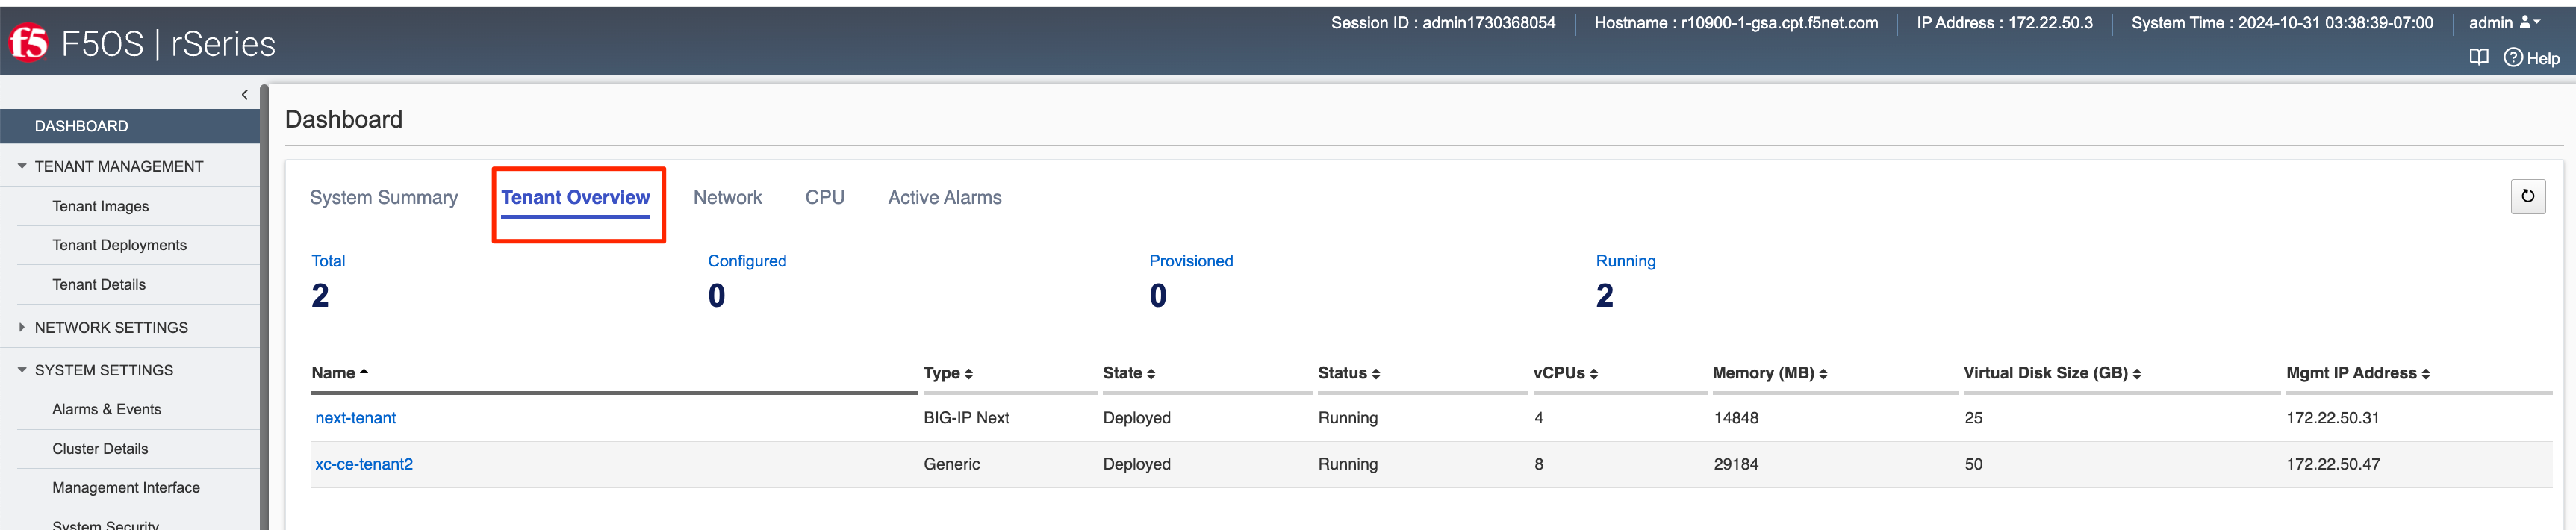 Session ID : admin1730368054 Hostname : r10900-1-gsa.cpt.f5net.com IP Address : 172.22.50.3 System Time : 2024-10-31 03:38:39-07:00 admin
f5 F5OS | rSeries
Help
DASHBOARD
TENANT MANAGEMENT
Tenant Images
Tenant Deployments
Tenant Details
NETWORK SETTINGS
SYSTEM SETTINGS
Alarms & Events
Cluster Details
Management Interface
System Security
Dashboard
System Summary Tenant Overview Network CPU Active Alarms
Total Configured Provisioned Running
2 0 0 2
Name Type State Status vCPUs Memory (MB) Virtual Disk Size (GB) Mgmt IP Address
next-tenant BIG-IP Next Deployed Running 4 14848 25 172.22.50.31
xc-ce-tenant2 Generic Deployed Running 8 29184 50 172.22.50.47